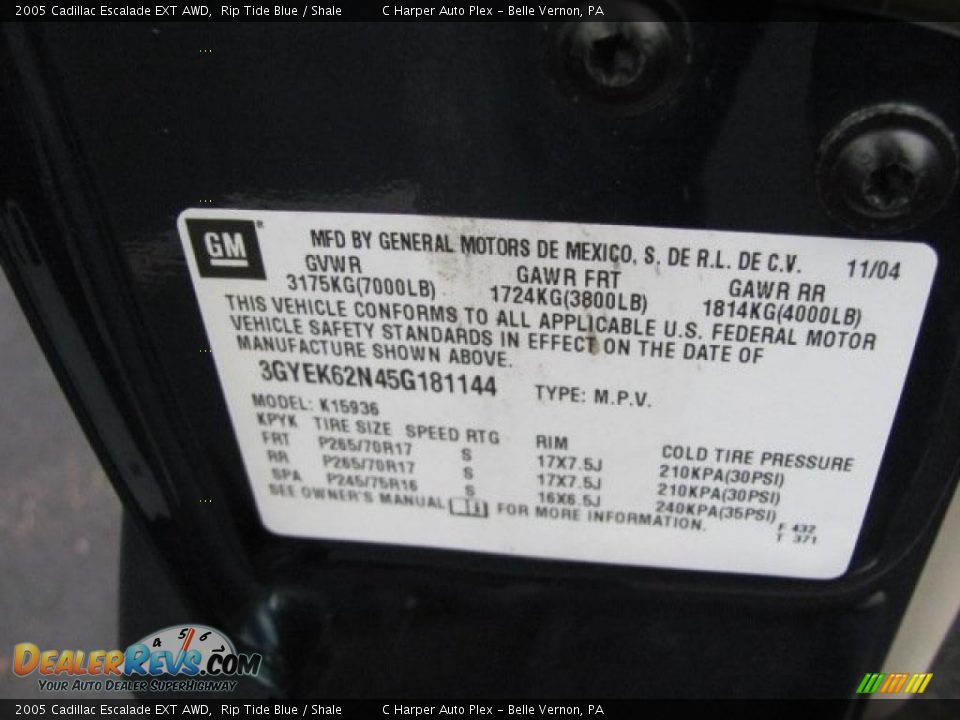 2005 Cadillac Escalade EXT AWD, Rip Tide Blue / Shale C Harper Auto Plex - Belle Vernon, PA
GM
MFD BY GENERAL MOTORS DE MEXICO, S, DE R.L. DE C.V. 11/04
GVWR GAWR FRT GAWR RR
3175KG(7000LB) 1724KG(3800LB) 1814KG(4000LB)
THIS VEHICLE CONFORMS TO ALL APPLICABLE U.S. FEDERAL MOTOR
VEHICLE SAFETY STANDARDS IN EFFECT ON THE DATE OF
MANUFACTURE SHOWN ABOVE.
3GYEK62N45G181144 TYPE: M.P.V.
MODEL: K15936
KPYK TIRE SIZE SPEED RTG RIM COLD TIRE PRESSURE
FRT P265/70R17 S 17X7.5J 210KPA(30PSI)
RR P265/70R17 S 17X7.5J 210KPA(30PSI)
SPA P245/75R16 S 16X6.5J 240KPA(35PSI)
SEE OWNER'S MANUAL FOR MORE INFORMATION.
F 432
T 371
4 5 6
DEALERREVS.COM
YOUR AUTO DEALER SUPERHIGHWAY
2005 Cadillac Escalade EXT AWD, Rip Tide Blue / Shale C Harper Auto Plex - Belle Vernon, PA